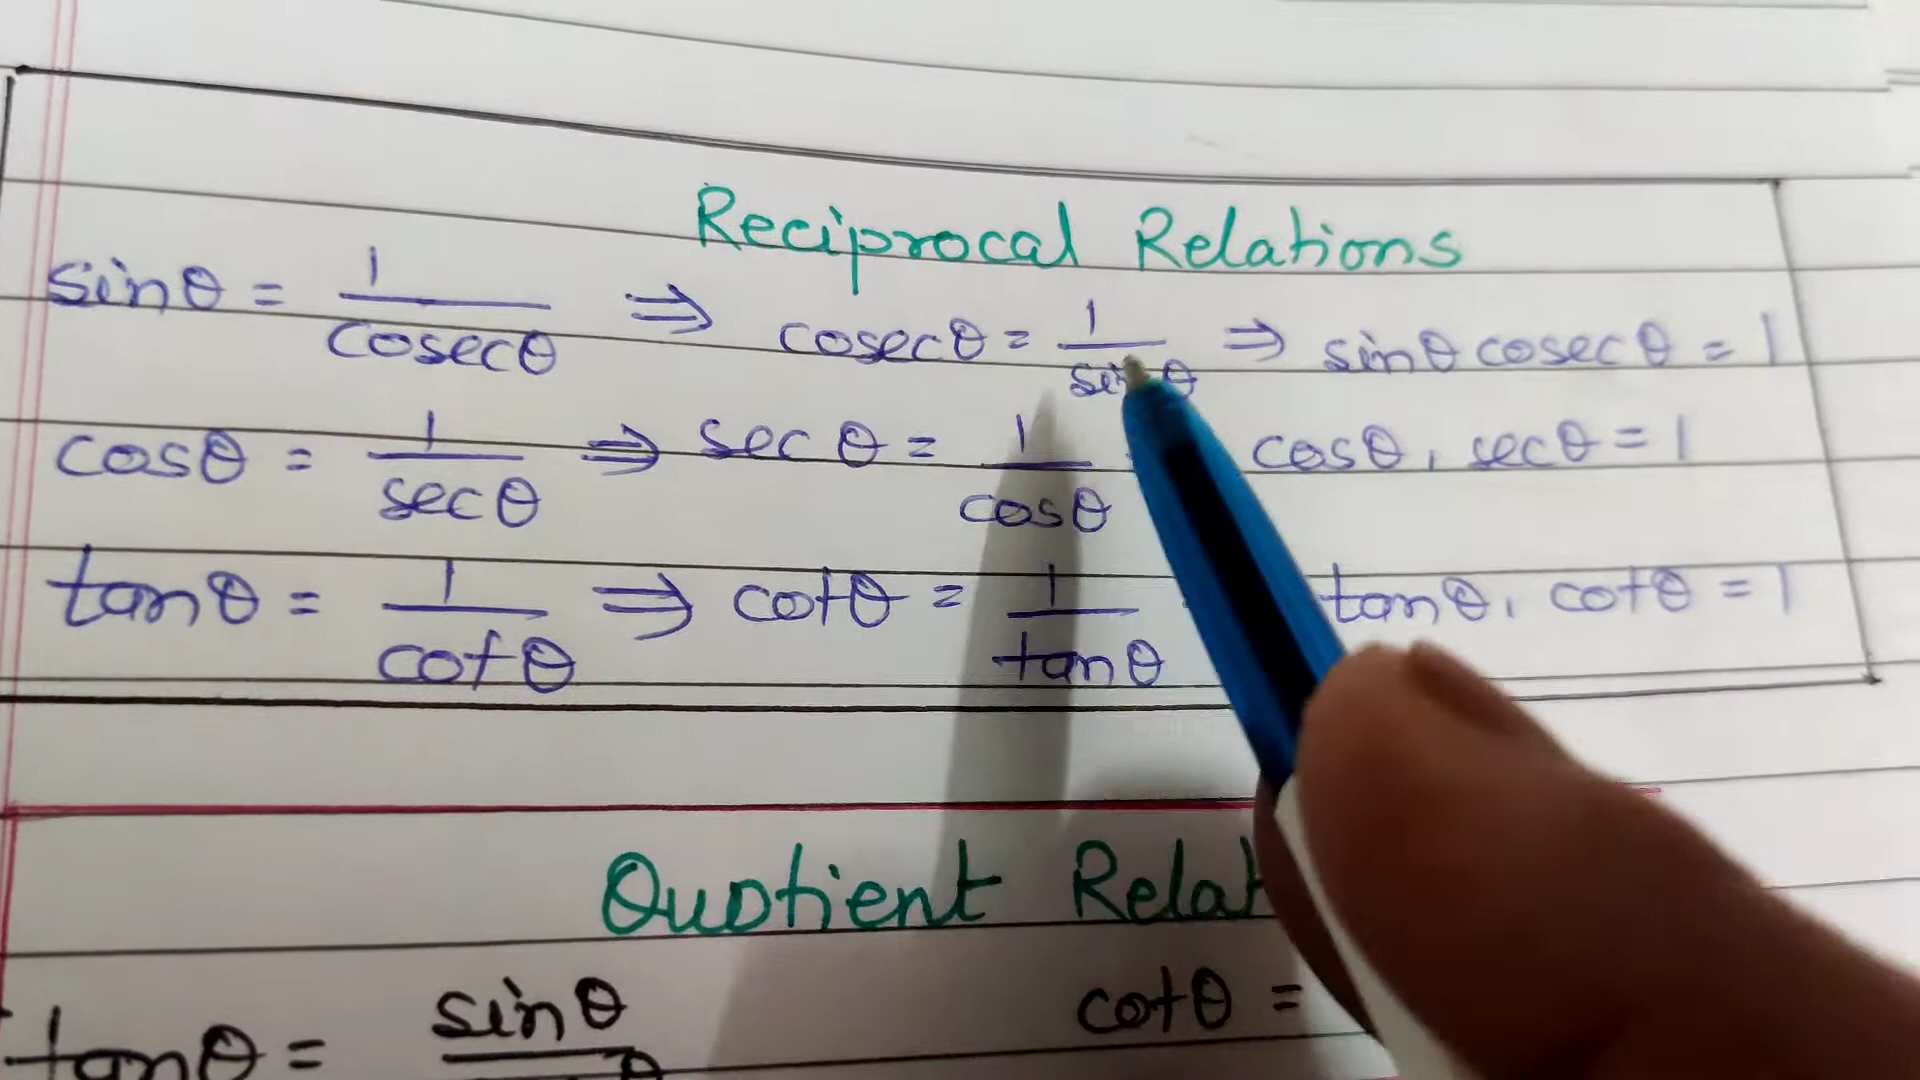 Reciprocal Relations
sinθ = 1/cosecθ ⇒ cosecθ = 1/sinθ ⇒ sinθ cosecθ = 1
cosθ = 1/secθ ⇒ secθ = 1/cosθ cosθ . secθ = 1
tanθ = 1/cotθ ⇒ cotθ = 1/tanθ tanθ . cotθ = 1
Quotient
tanθ = sinθ cotθ =